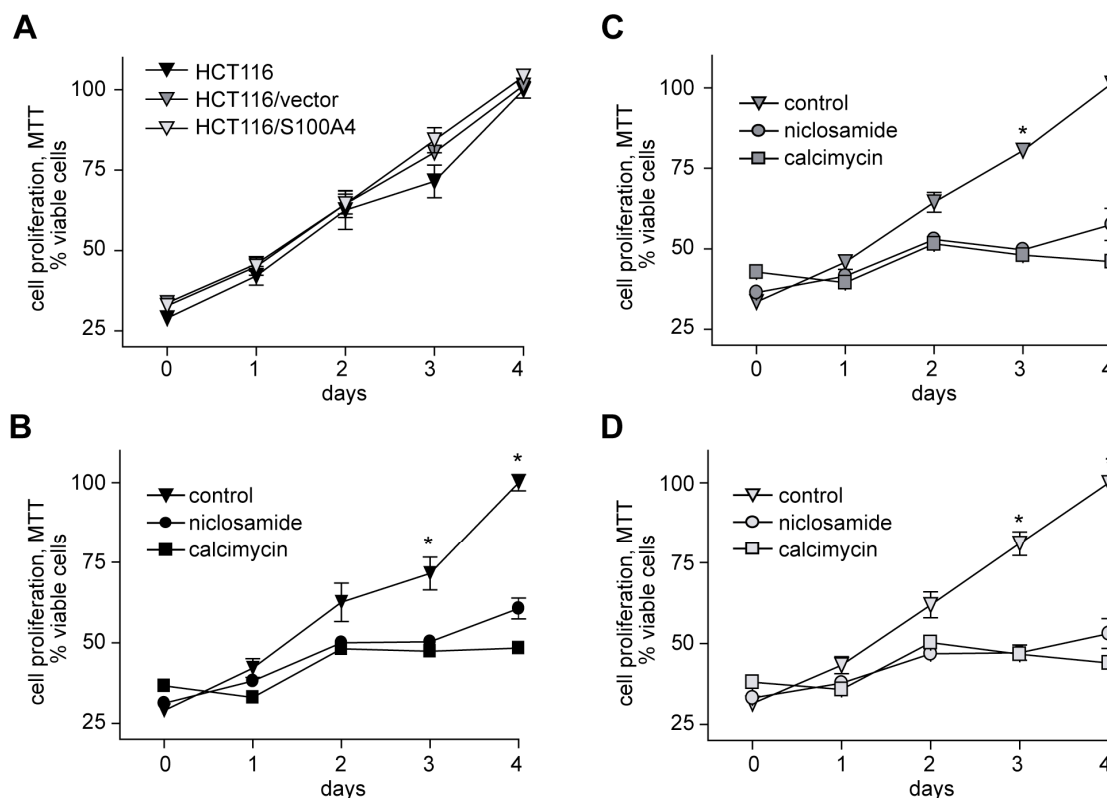 A
HCT116
HCT116/vector
HCT116/S100A4
cell proliferation, MTT
% viable cells
100
75
50
25
0 1 2 3 4
days
B
control
niclosamide
calcimycin
cell proliferation, MTT
% viable cells
100
75
50
25
* *
0 1 2 3 4
days
C
control
niclosamide
calcimycin
cell proliferation, MTT
% viable cells
100
75
50
25
*
0 1 2 3 4
days
D
control
niclosamide
calcimycin
cell proliferation, MTT
% viable cells
100
75
50
25
*
0 1 2 3 4
days